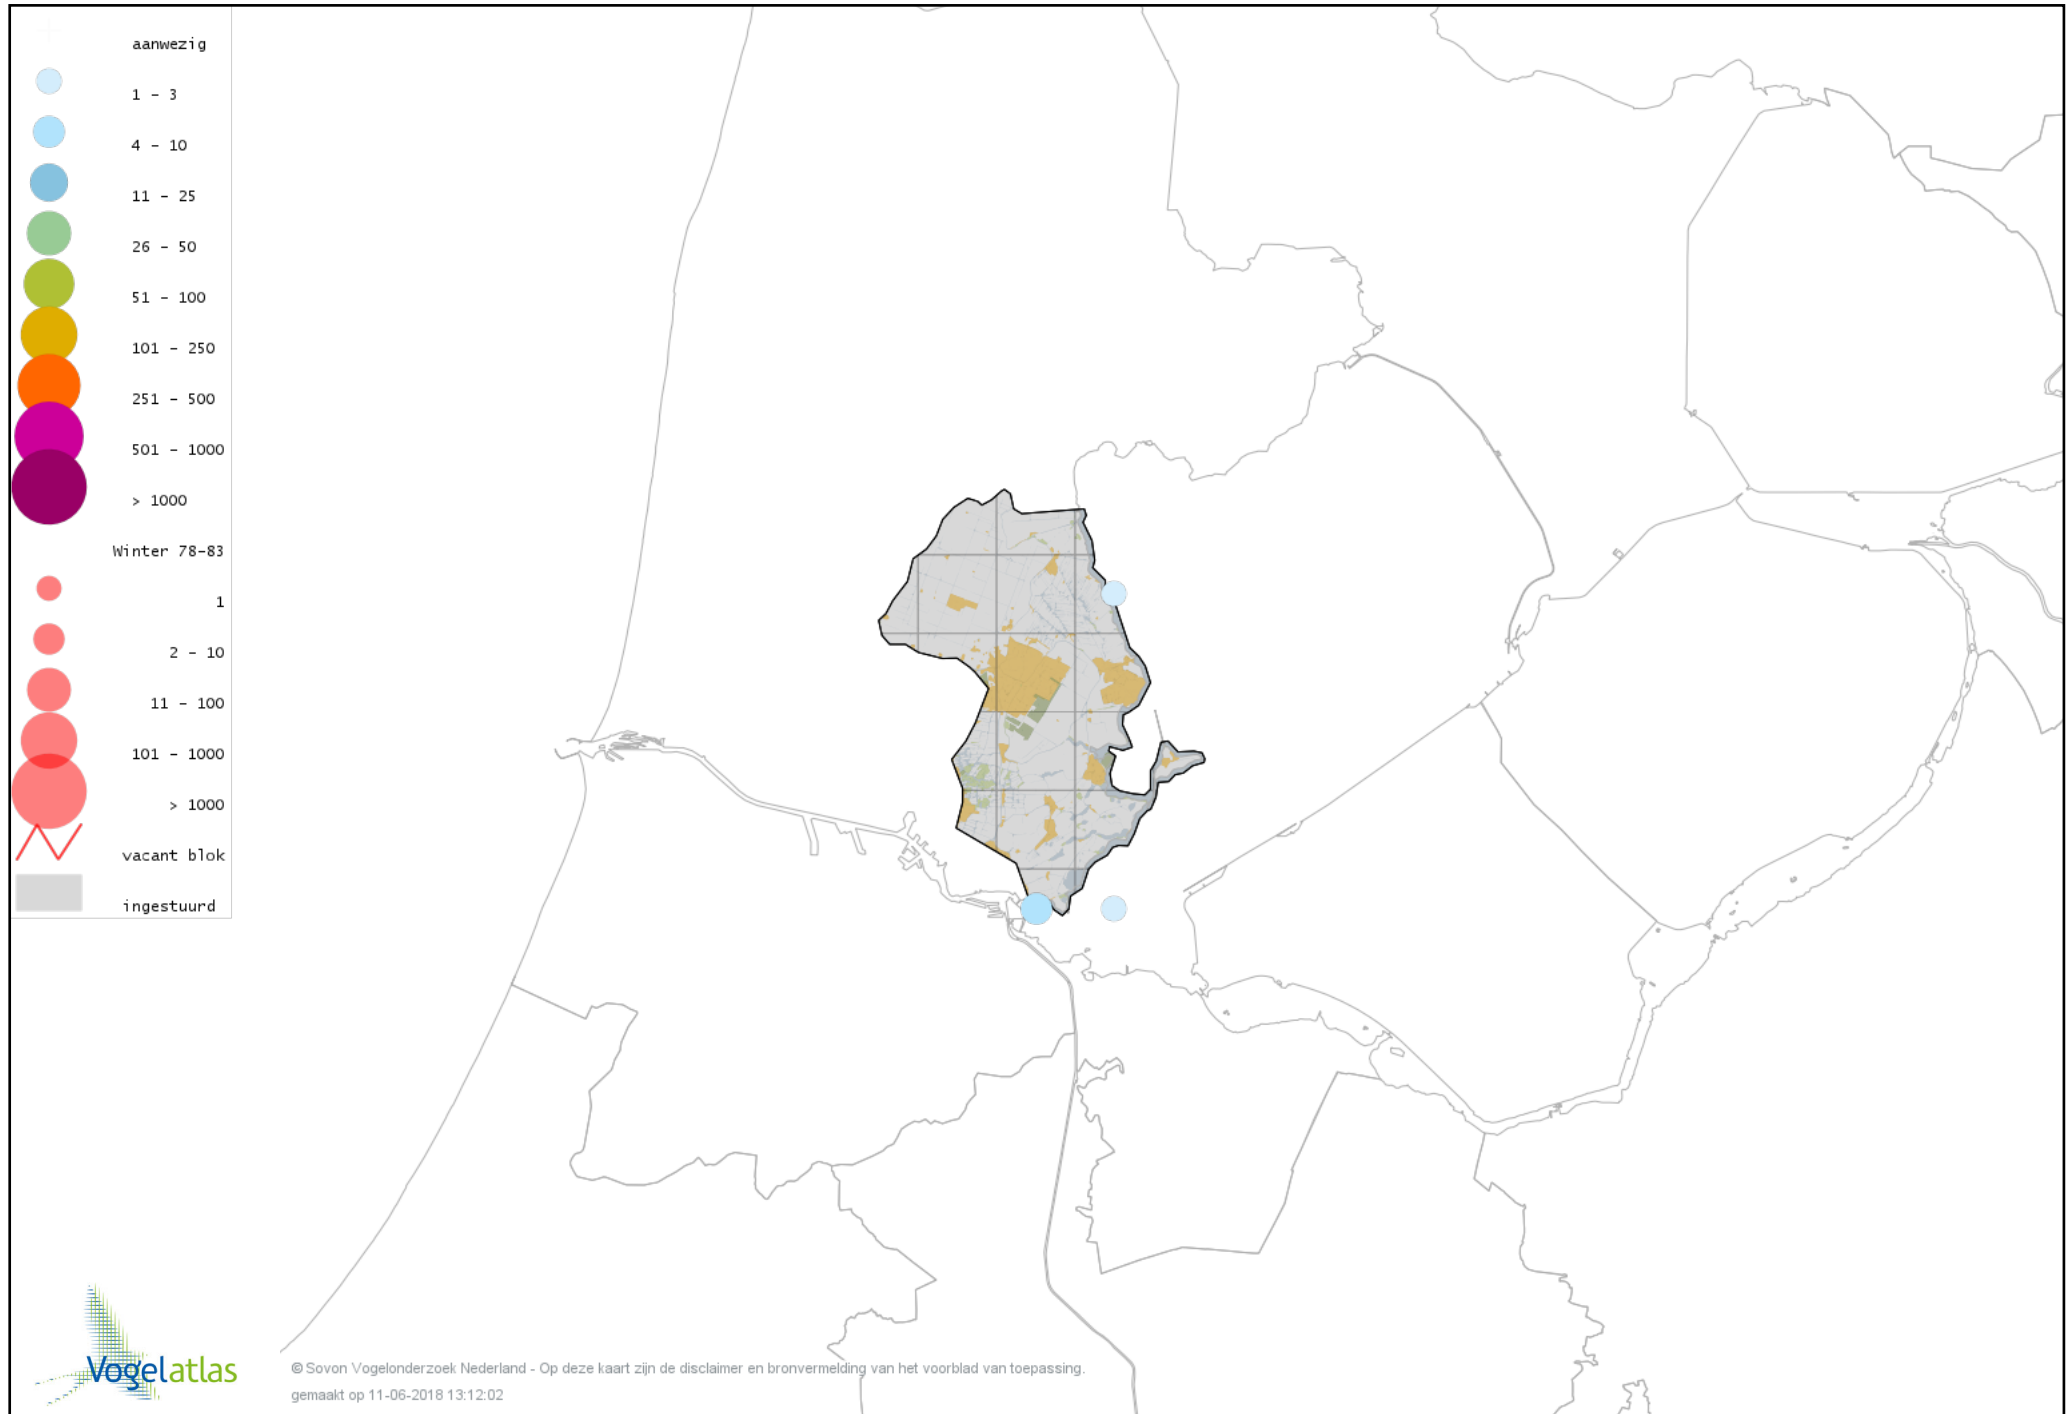 aanwezig
1 - 3
4 - 10
11 - 25
26 - 50
51 - 100
101 - 250
251 - 500
501 - 1000
> 1000
Winter 78-83
1
2 - 10
11 - 100
101 - 1000
> 1000
vacant blok
ingestuurd
Vogelatlas
© Sovon Vogelonderzoek Nederland - Op deze kaart zijn de disclaimer en bronvermelding van het voorblad van toepassing.
gemaakt op 11-06-2018 13:12:02